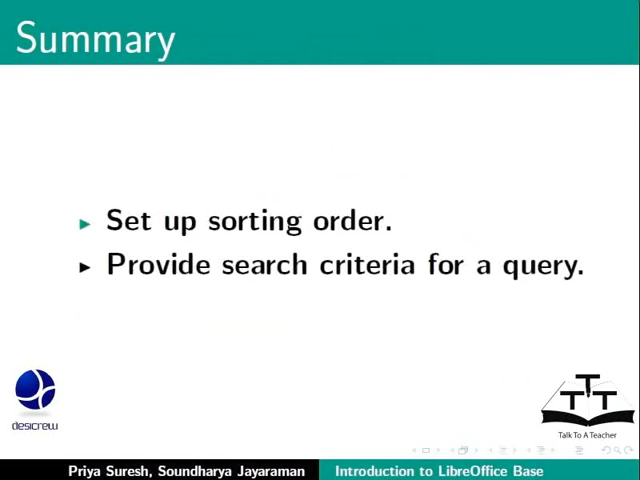 Summary
Set up sorting order.
Provide search criteria for a query.
desicrew
T
T T
Talk To A Teacher
Priya Suresh, Soundharya Jayaraman
Introduction to LibreOffice Base